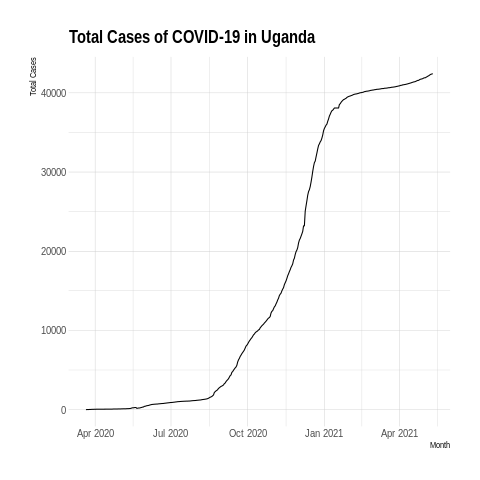 Total Cases of COVID-19 in Uganda
Total Cases
40000
30000
20000
10000
0
Apr 2020 Jul 2020 Oct 2020 Jan 2021 Apr 2021
Month